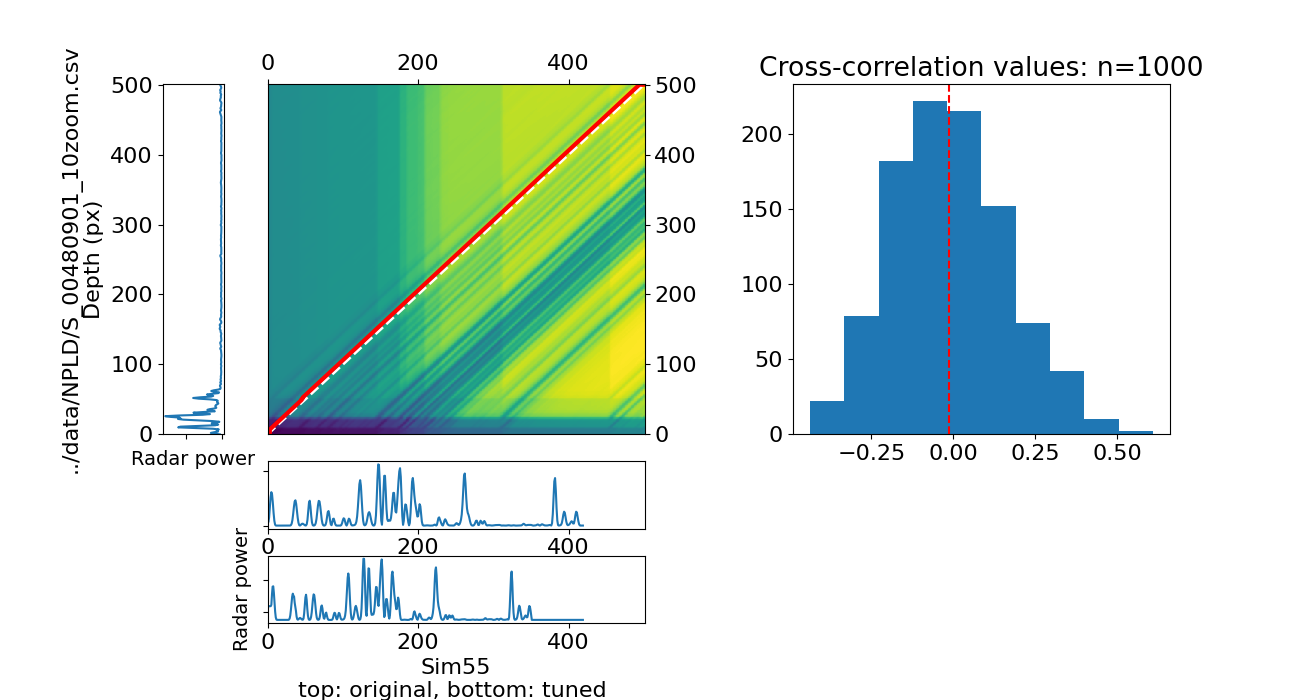 ../data/NPLD/S_00480901_10zoom.csv
Depth (px)
500
400
300
200
100
0
Radar power
0 200 400
500
400
300
200
100
0
0 200 400
Radar power
0 200 400
Sim55
top: original, bottom: tuned
Cross-correlation values: n=1000
200
150
100
50
0
−0.25 0.00 0.25 0.50